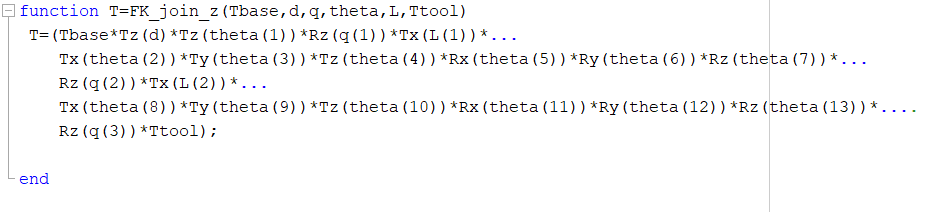 function T=FK_join_z(Tbase,d,q,theta,L,Ttool)
T=(Tbase*Tz(d)*Tz(theta(1))*Rz(q(1))*Tx(L(1))*...
Tx(theta(2))*Ty(theta(3))*Tz(theta(4))*Rx(theta(5))*Ry(theta(6))*Rz(theta(7))*...
Rz(q(2))*Tx(L(2))*...
Tx(theta(8))*Ty(theta(9))*Tz(theta(10))*Rx(theta(11))*Ry(theta(12))*Rz(theta(13))*....
Rz(q(3))*Ttool);
end